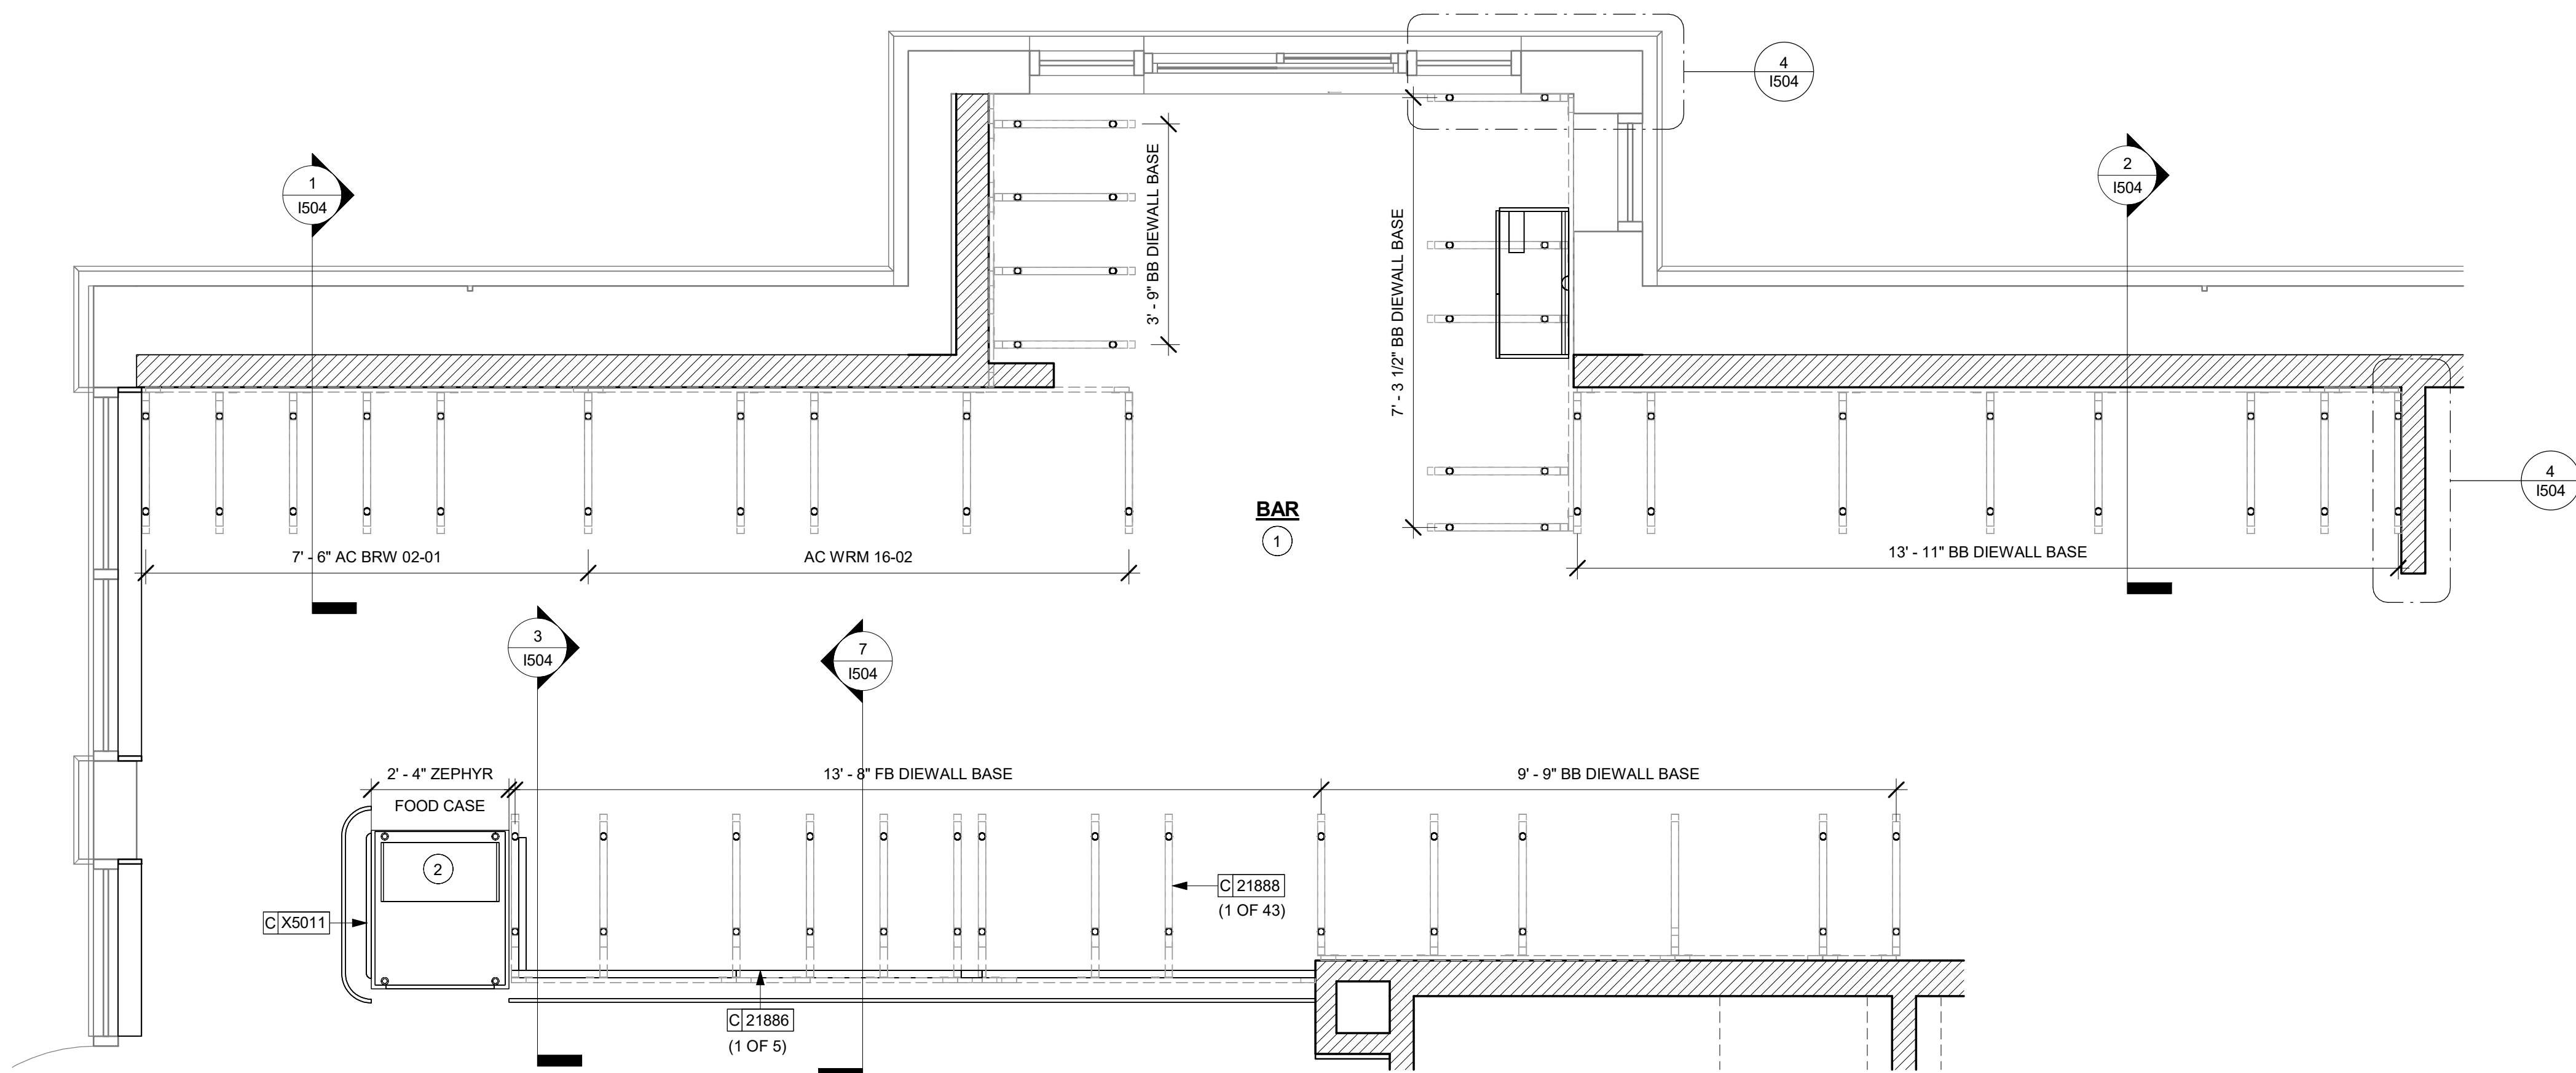 4
I504
1
I504
2
I504
3' - 9" BB DIEWALL BASE
7' - 3 1/2" BB DIEWALL BASE
4
I504
BAR
1
7' - 6" AC BRW 02-01
AC WRM 16-02
13' - 11" BB DIEWALL BASE
3
I504
7
I504
2' - 4" ZEPHYR
FOOD CASE
13' - 8" FB DIEWALL BASE
9' - 9" BB DIEWALL BASE
2
C 21888
(1 OF 43)
C X5011
C 21886
(1 OF 5)